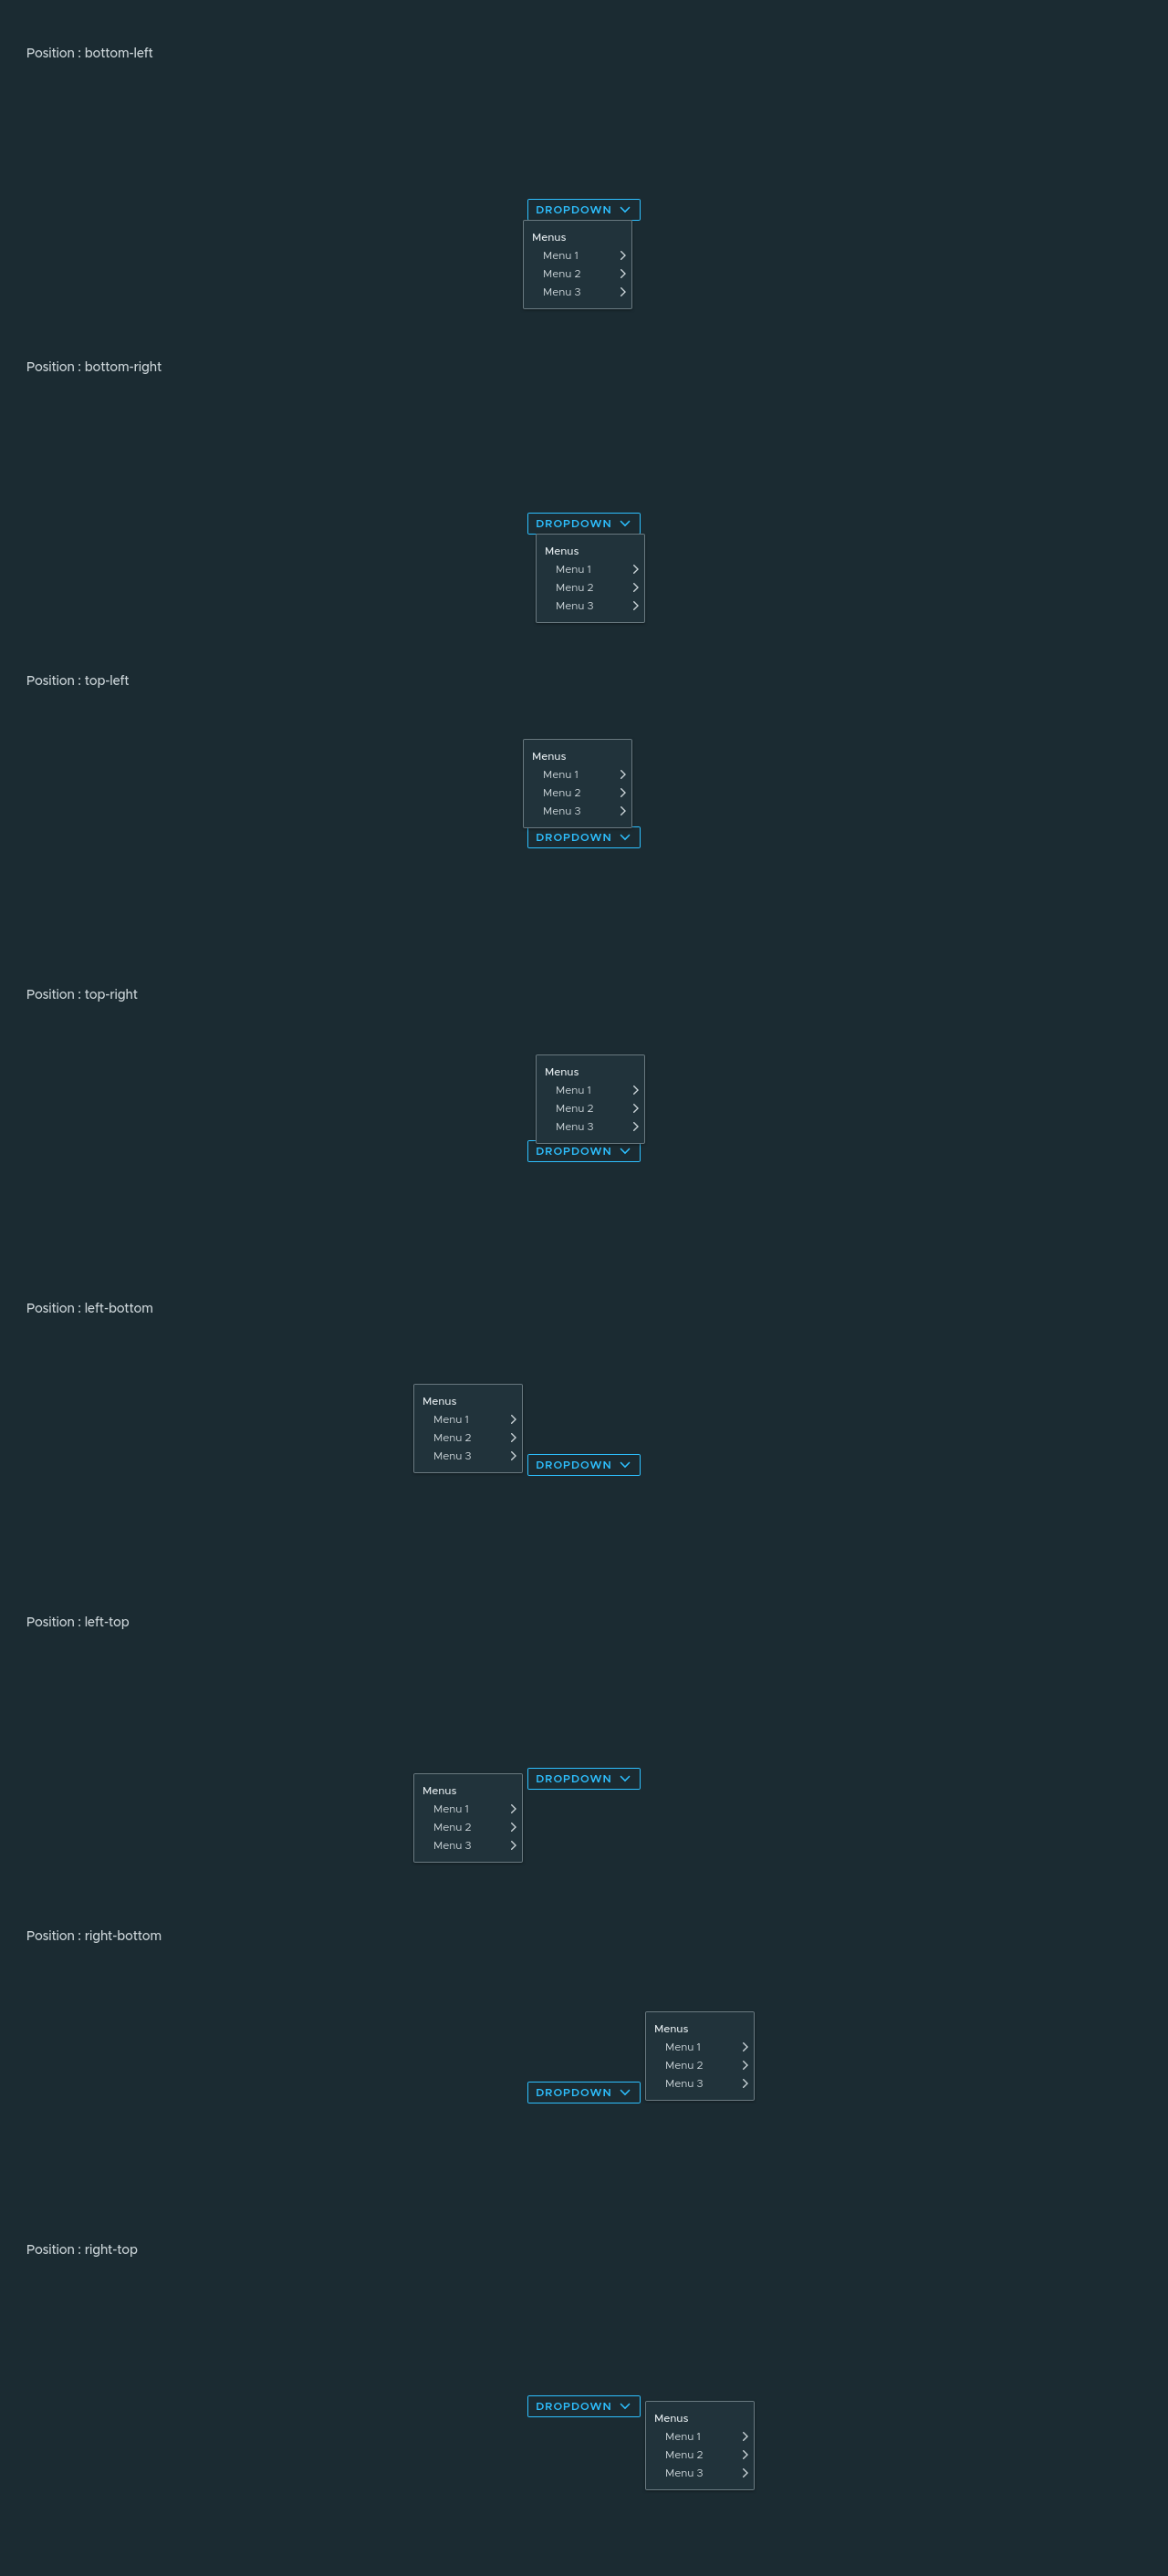 Position : bottom-left
DROPDOWN
Menus
Menu 1
Menu 2
Menu 3
Position : bottom-right
DROPDOWN
Menus
Menu 1
Menu 2
Menu 3
Position : top-left
Menus
Menu 1
Menu 2
Menu 3
DROPDOWN
Position : top-right
Menus
Menu 1
Menu 2
Menu 3
DROPDOWN
Position : left-bottom
Menus
Menu 1
Menu 2
Menu 3
DROPDOWN
Position : left-top
DROPDOWN
Menus
Menu 1
Menu 2
Menu 3
Position : right-bottom
Menus
Menu 1
Menu 2
Menu 3
DROPDOWN
Position : right-top
DROPDOWN
Menus
Menu 1
Menu 2
Menu 3